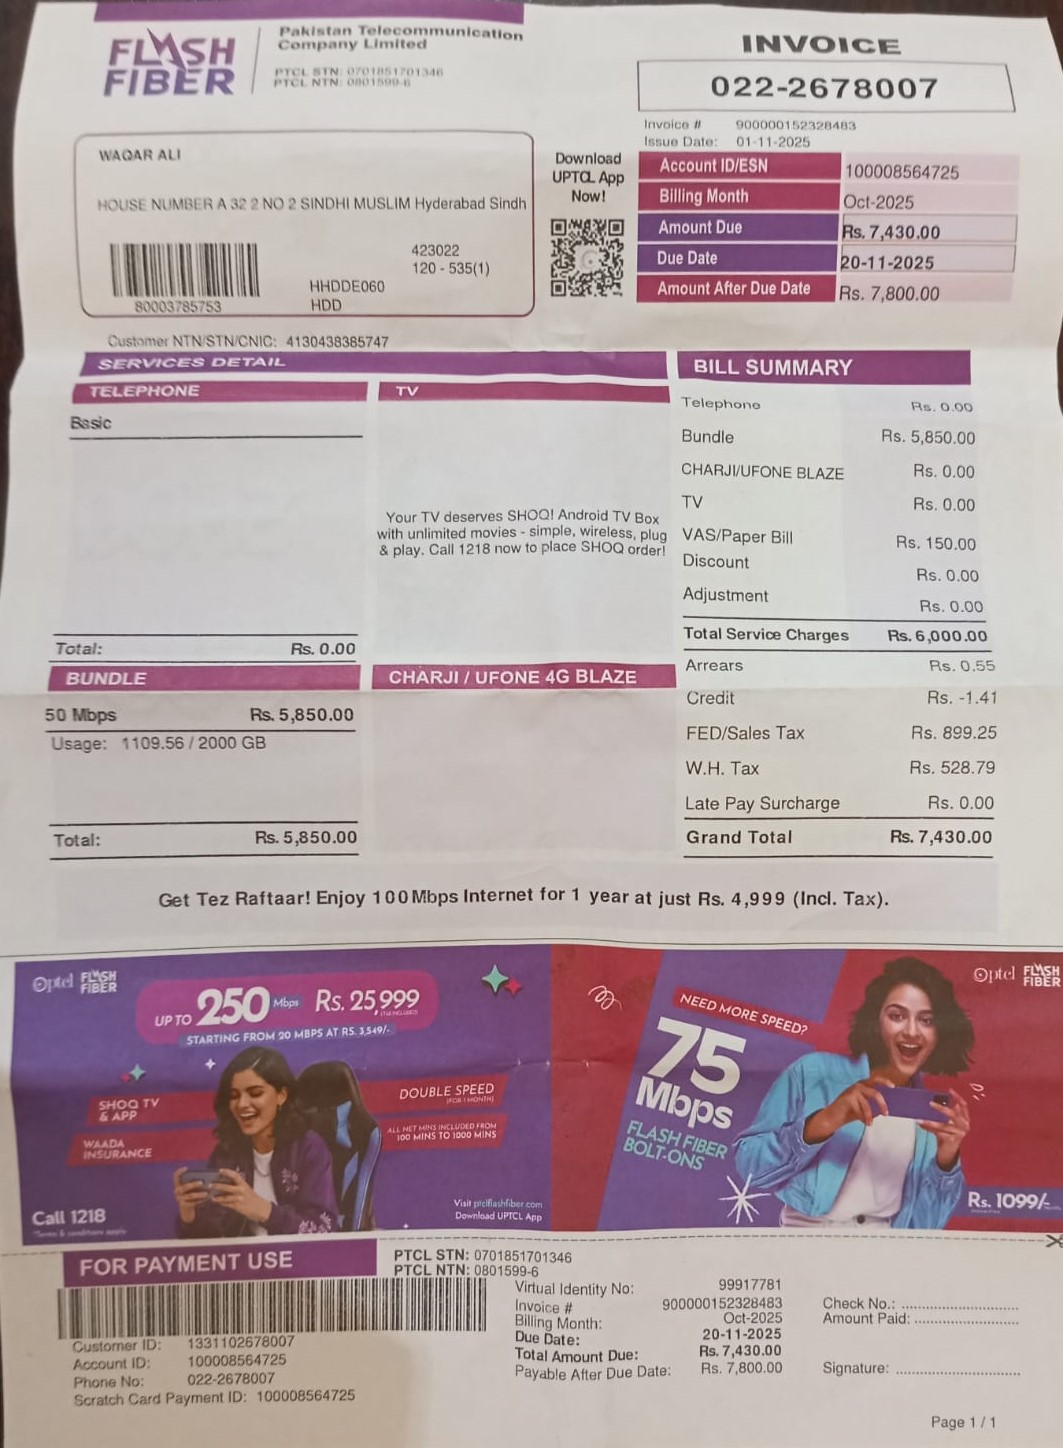 FLASH
FIBER
Pakistan Telecommunication
Company Limited
PTCL STN: 0701851701346
PTCL NTN: 0801599-6
INVOICE
022-2678007
Invoice # 900000152328483
Issue Date: 01-11-2025
WAQAR ALI
HOUSE NUMBER A 32 2 NO 2 SINDHI MUSLIM Hyderabad Sindh
423022
120 - 535(1)
HHDDE060
80003785753 HDD
Download
UPTCL App
Now!
Account ID/ESN 100008564725
Billing Month Oct-2025
Amount Due Rs. 7,430.00
Due Date 20-11-2025
Amount After Due Date Rs. 7,800.00
Customer NTN/STN/CNIC: 4130438385747
SERVICES DETAIL
TELEPHONE
Basic
Total: Rs.0.00
TV
Your TV deserves SHOQ! Android TV Box
with unlimited movies - simple, wireless, plug
& play. Call 1218 now to place SHOQ order!
BUNDLE
50 Mbps Rs. 5,850.00
Usage: 1109.56 / 2000 GB
Total: Rs.5,850.00
CHARJI / UFONE 4G BLAZE
BILL SUMMARY
Telephone Rs. 0.00
Bundle Rs. 5,850.00
CHARJI/UFONE BLAZE Rs. 0.00
TV Rs. 0.00
VAS/Paper Bill Rs. 150.00
Discount Rs. 0.00
Adjustment Rs. 0.00
Total Service Charges Rs. 6,000.00
Arrears Rs. 0.55
Credit Rs. -1.41
FED/Sales Tax Rs. 899.25
W.H. Tax Rs. 528.79
Late Pay Surcharge Rs. 0.00
Grand Total Rs. 7,430.00
Get Tez Raftaar! Enjoy 100Mbps Internet for 1 year at just Rs. 4,999 (Incl. Tax).
Optel FLASH
FIBER
UP TO 250 Mbps Rs. 25,999
STARTING FROM 20 MBPS AT RS. 3,549/-
SHOQ TV
& APP
WAADA
INSURANCE
DOUBLE SPEED
(FOR 1 MONTH)
ALL NET MINS INCLUDED FROM
100 MINS TO 1000 MINS
Call 1218
*Terms & conditions apply
Visit ptclflashfiber.com
Download UPTCL App
Optel FLASH
FIBER
NEED MORE SPEED?
75
Mbps
FLASH FIBER
BOLT-ONS
Rs. 1099/-
FOR PAYMENT USE
PTCL STN: 0701851701346
PTCL NTN: 0801599-6
Customer ID: 1331102678007
Account ID: 100008564725
Phone No: 022-2678007
Scratch Card Payment ID: 100008564725
Virtual Identity No: 99917781
Invoice # 900000152328483
Billing Month: Oct-2025
Due Date: 20-11-2025
Total Amount Due: Rs. 7,430.00
Payable After Due Date: Rs. 7,800.00
Check No.: ............................
Amount Paid: .........................
Signature: ..............................
Page 1 / 1